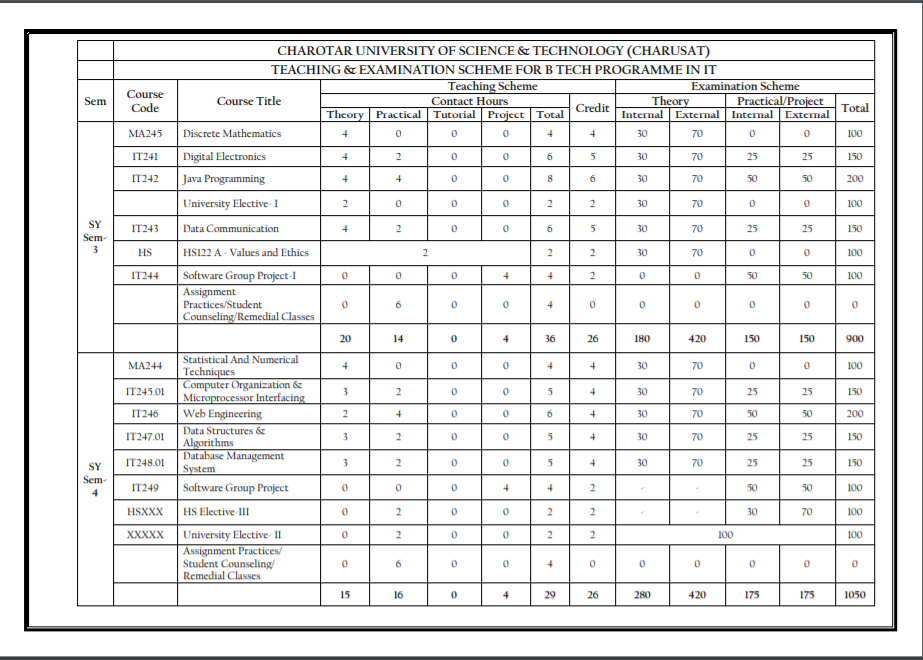 CHAROTAR UNIVERSITY OF SCIENCE & TECHNOLOGY (CHARUSAT)
TEACHING & EXAMINATION SCHEME FOR B TECH PROGRAMME IN IT
Sem Course Code Course Title Teaching Scheme Examination Scheme
Contact Hours Credit Theory Practical/Project Total
Theory Practical Tutorial Project Total Internal External Internal External
SY Sem-3
MA245 Discrete Mathematics 4 0 0 0 4 4 30 70 0 0 100
IT241 Digital Electronics 4 2 0 0 6 5 30 70 25 25 150
IT242 Java Programming 4 4 0 0 8 6 30 70 50 50 200
University Elective- I 2 0 0 0 2 2 30 70 0 0 100
IT243 Data Communication 4 2 0 0 6 5 30 70 25 25 150
HS HS122 A - Values and Ethics 2 2 2 30 70 0 0 100
IT244 Software Group Project-I 0 0 0 4 4 2 0 0 50 50 100
Assignment
Practices/Student
Counseling/Remedial Classes 0 6 0 0 4 0 0 0 0 0 0
20 14 0 4 36 26 180 420 150 150 900
SY Sem-4
MA244 Statistical And Numerical
Techniques 4 0 0 0 4 4 30 70 0 0 100
IT245.01 Computer Organization &
Microprocessor Interfacing 3 2 0 0 5 4 30 70 25 25 150
IT246 Web Engineering 2 4 0 0 6 4 30 70 50 50 200
IT247.01 Data Structures &
Algorithms 3 2 0 0 5 4 30 70 25 25 150
IT248.01 Database Management
System 3 2 0 0 5 4 30 70 25 25 150
IT249 Software Group Project 0 0 0 4 4 2 - - 50 50 100
HSXXX HS Elective-III 0 2 0 0 2 2 - - 30 70 100
XXXXX University Elective- II 0 2 0 0 2 2 100 100
Assignment Practices/
Student Counseling/
Remedial Classes 0 6 0 0 4 0 0 0 0 0 0
15 16 0 4 29 26 280 420 175 175 1050